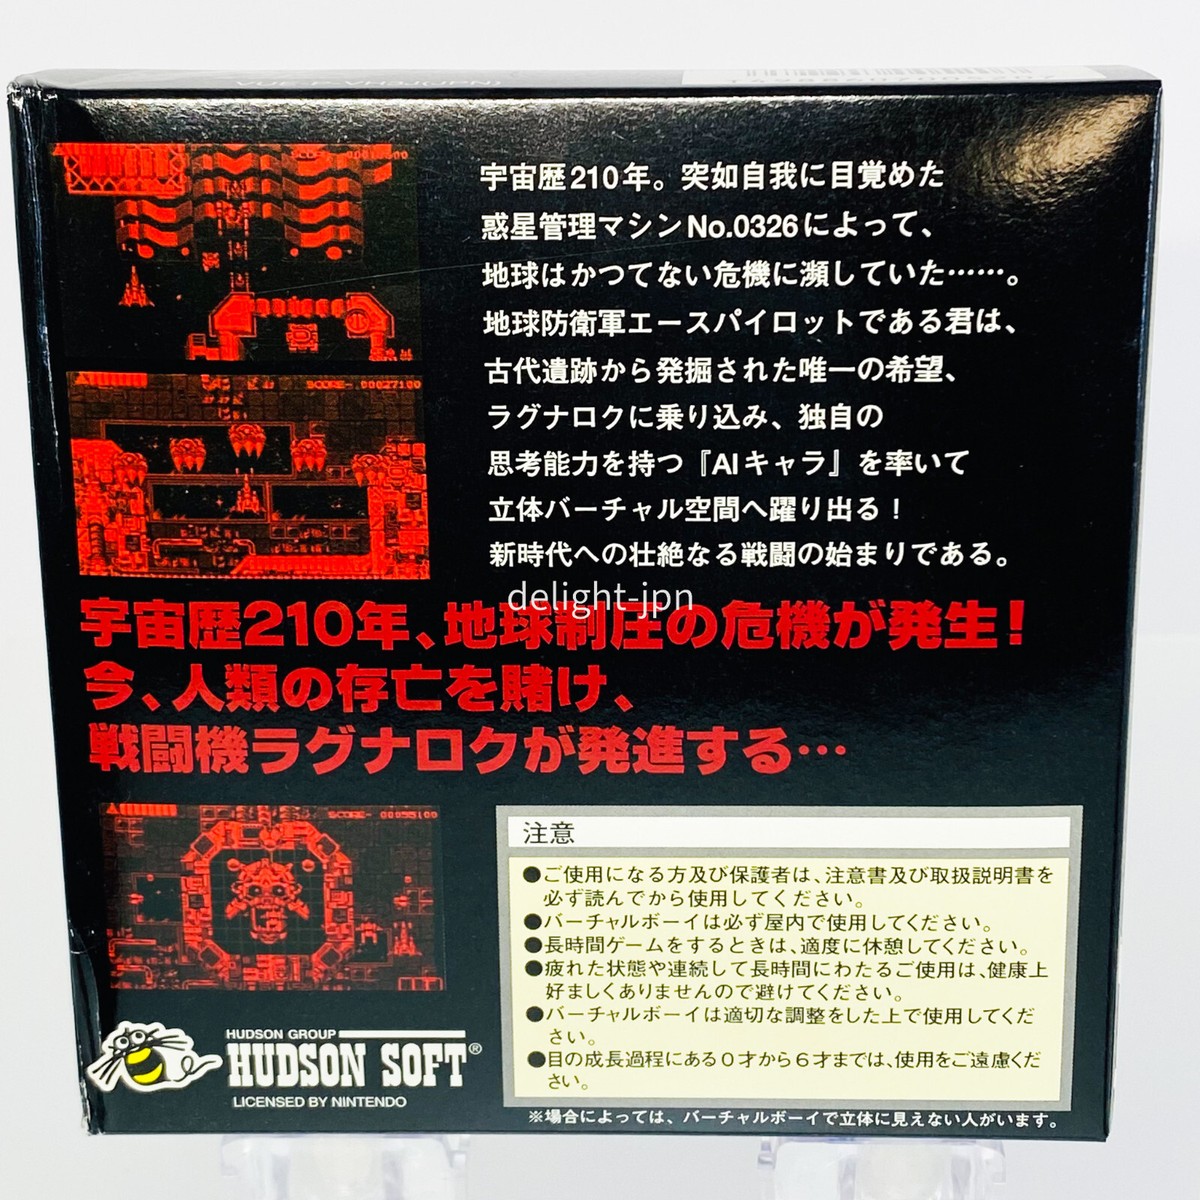 SCORE-
宇宙歴210年。突如自我に目覚めた
惑星管理マシンNo.0326によって、
地球はかつてない危機に瀕していた……。
地球防衛軍エースパイロットである君は、
古代遺跡から発掘された唯一の希望、
ラグナロクに乗り込み、独自の
思考能力を持つ『AIキャラ』を率いて
立体バーチャル空間へ躍り出る！
新時代への壮絶なる戦闘の始まりである。
SCORE- 00027100
delight-jpn
宇宙歴210年、地球制圧の危機が発生！
今、人類の存亡を賭け、
戦闘機ラグナロクが発進する…
SCORE- 00055100
注意
●ご使用になる方及び保護者は、注意書及び取扱説明書を
必ず読んでから使用してください。
●バーチャルボーイは必ず屋内で使用してください。
●長時間ゲームをするときは、適度に休憩してください。
●疲れた状態や連続して長時間にわたるご使用は、健康上
好ましくありませんので避けてください。
●バーチャルボーイは適切な調整をした上で使用してくだ
さい。
●目の成長過程にある0才から6才までは、使用をご遠慮くだ
さい。
※場合によっては、バーチャルボーイで立体に見えない人がいます。
HUDSON GROUP
HUDSON SOFT®
LICENSED BY NINTENDO